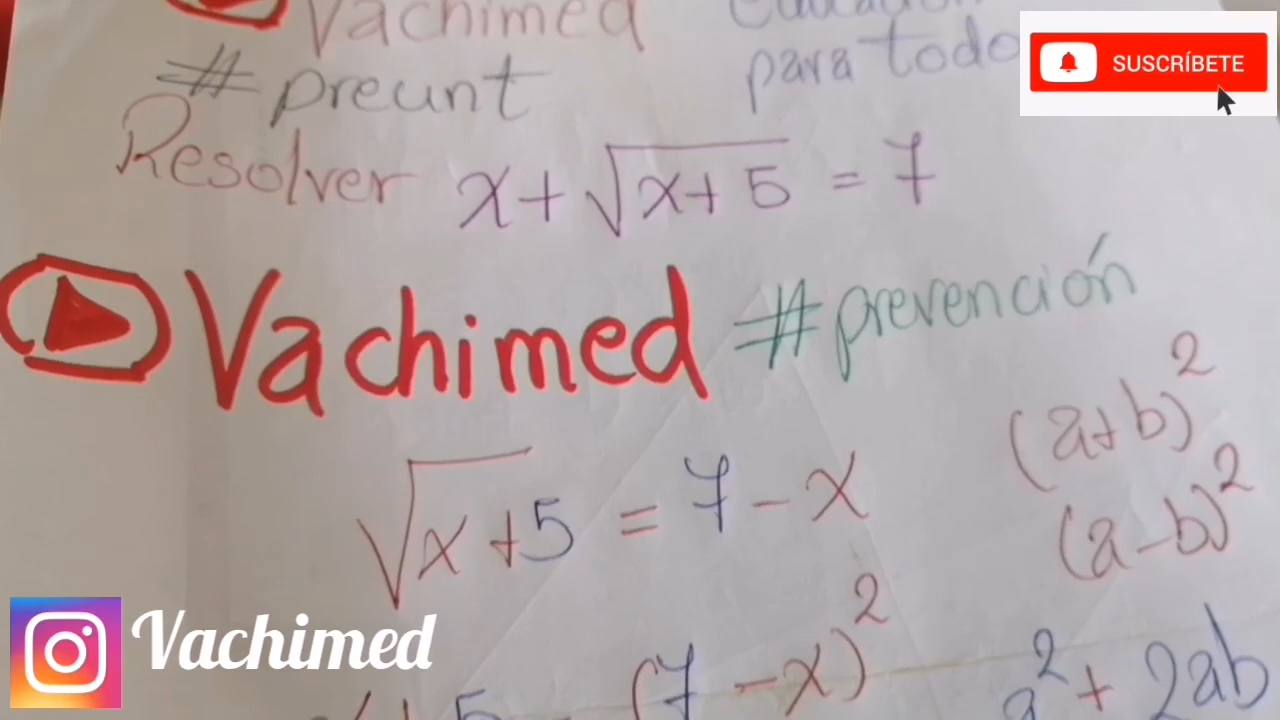 Vachimed
#preunt
para todo
SUSCRÍBETE
Resolver x+√x+5 = 7
Vachimed #prevención
(a+b)²
(a-b)²
√x+5 = 7-x
Vachimed
5 = (7-x)²
a²+2ab